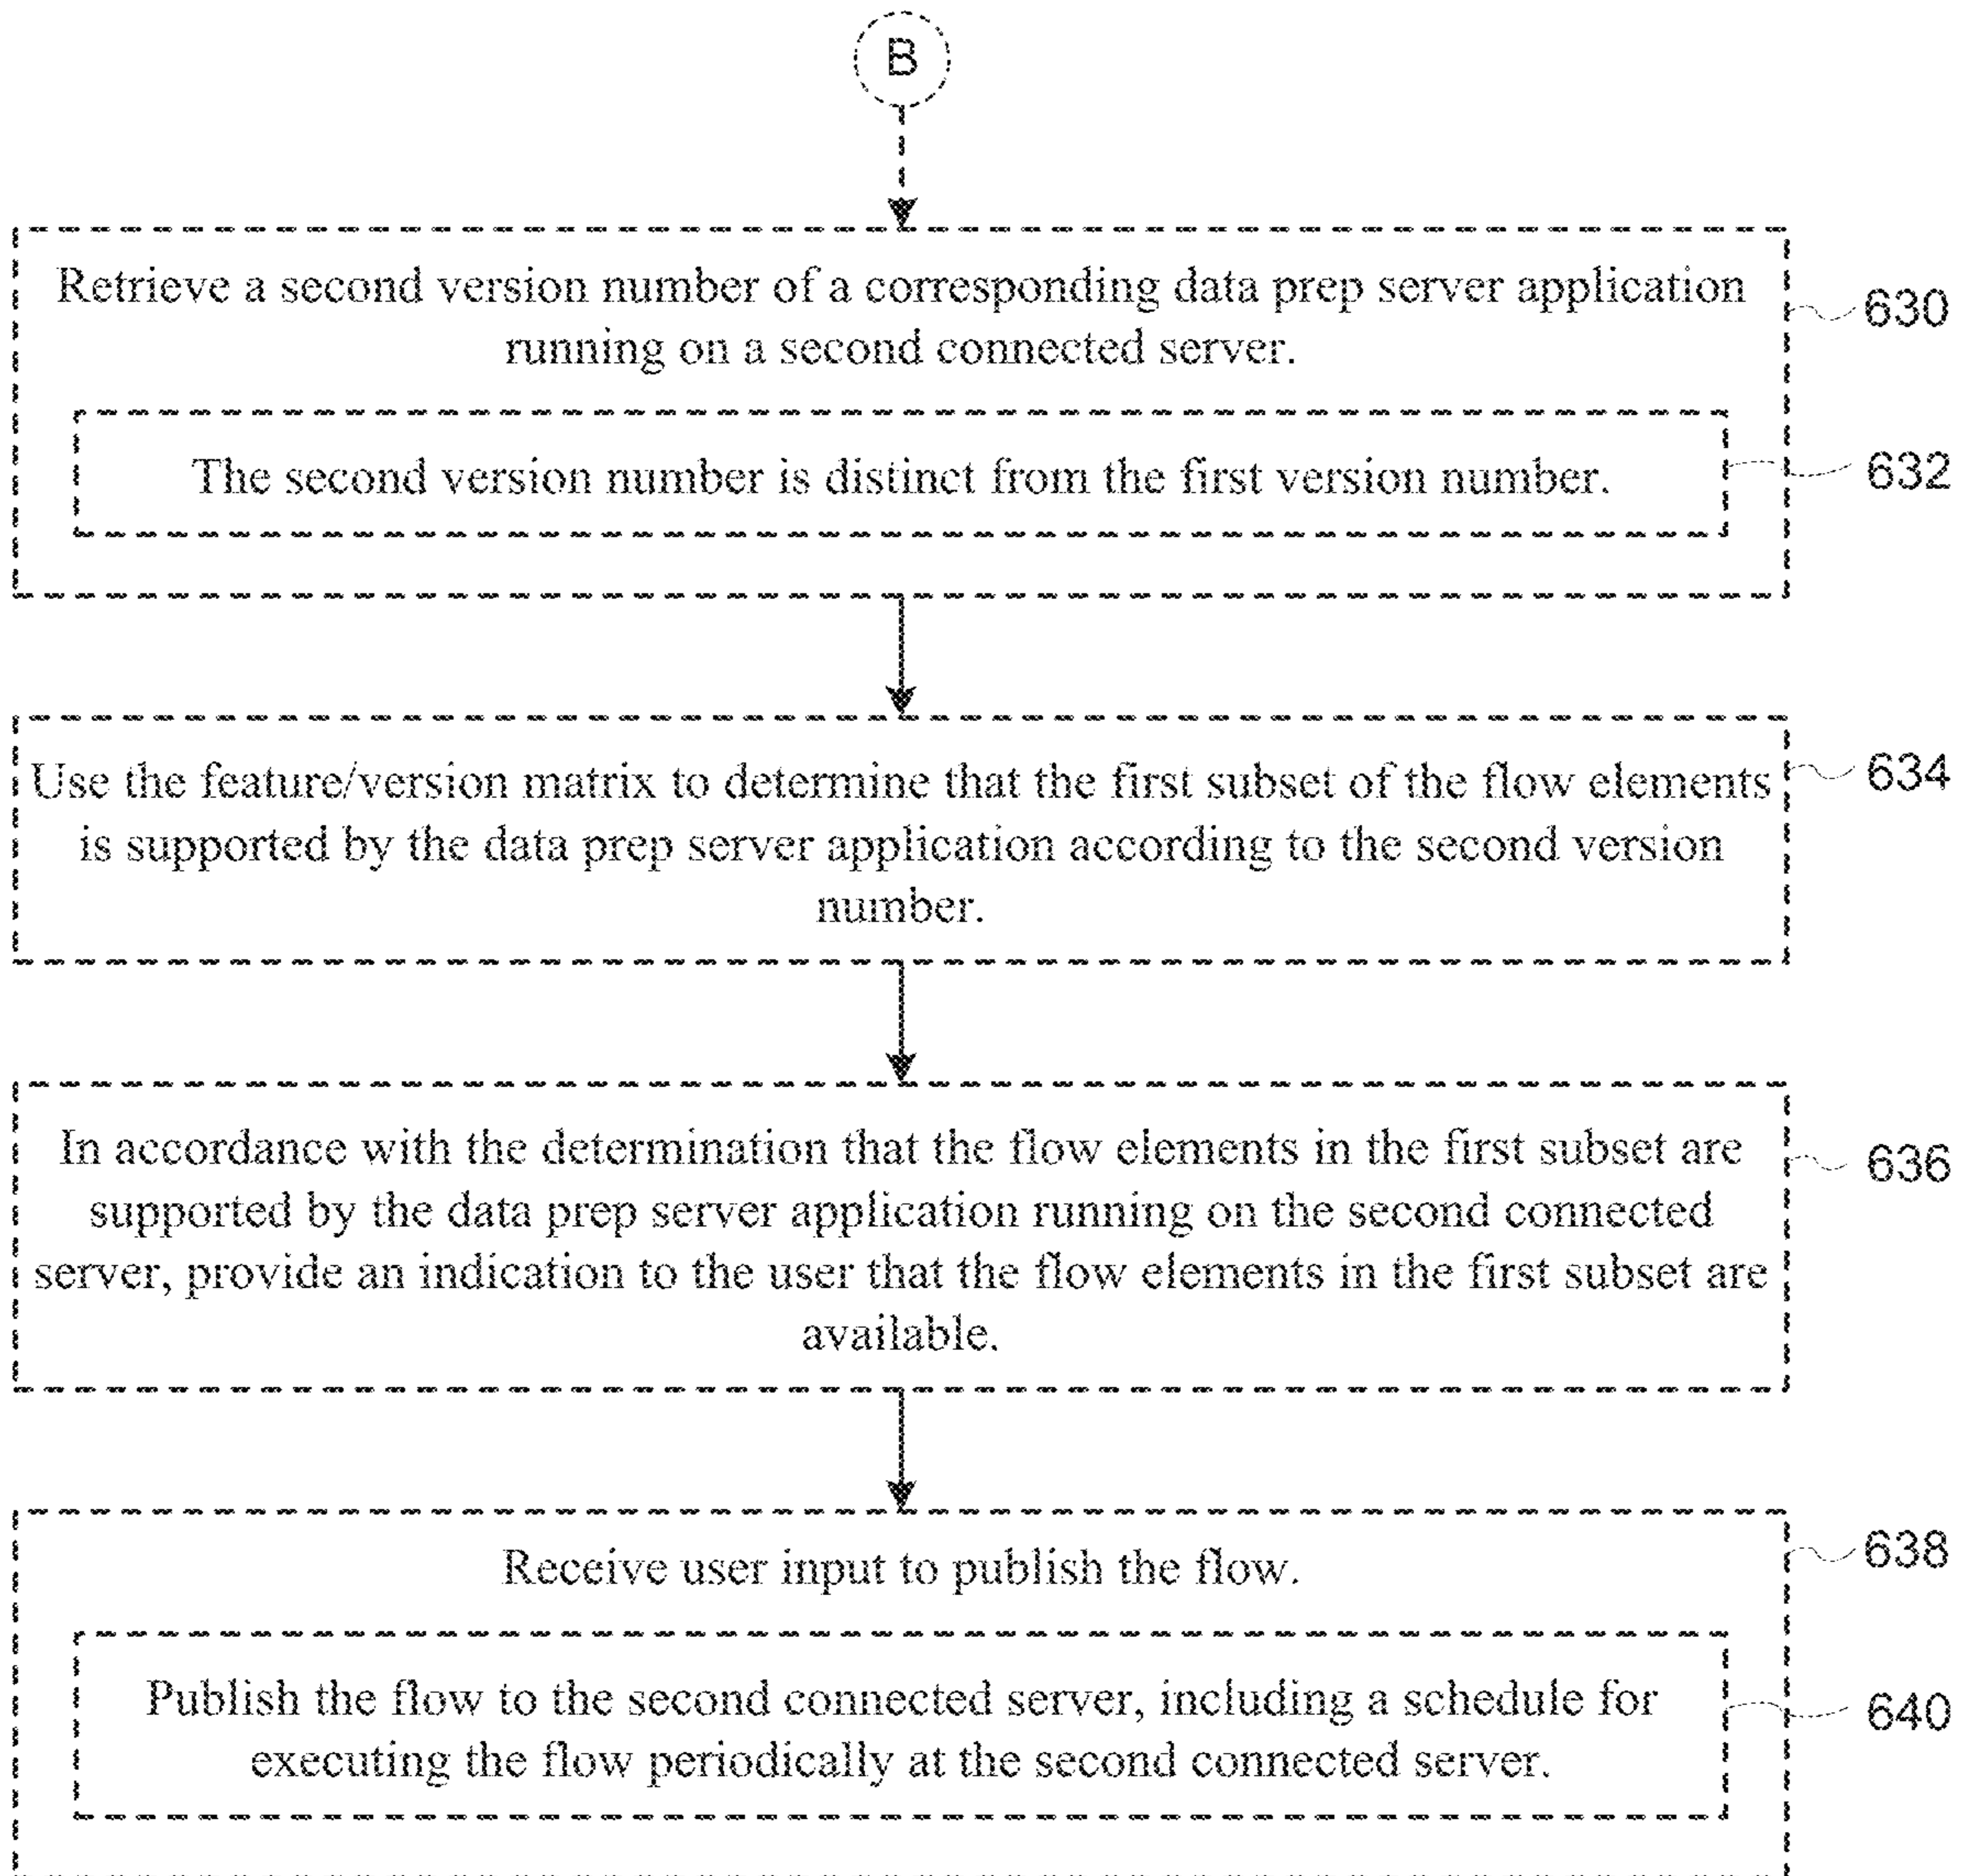 B
Retrieve a second version number of a corresponding data prep server application
running on a second connected server.
630
The second version number is distinct from the first version number.
632
Use the feature/version matrix to determine that the first subset of the flow elements
is supported by the data prep server application according to the second version
number.
634
In accordance with the determination that the flow elements in the first subset are
supported by the data prep server application running on the second connected
server, provide an indication to the user that the flow elements in the first subset are
available.
636
Receive user input to publish the flow.
638
Publish the flow to the second connected server, including a schedule for
executing the flow periodically at the second connected server.
640